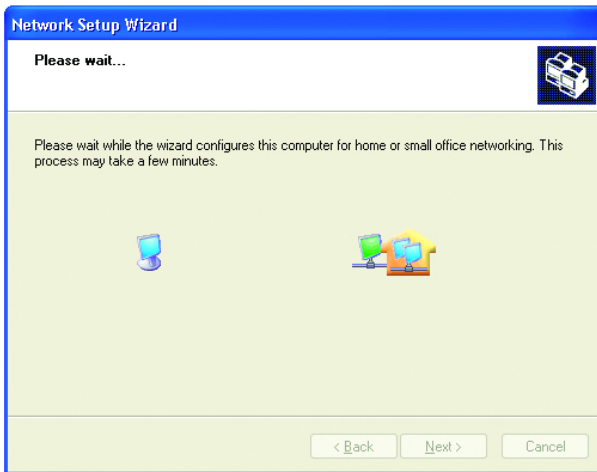 Network Setup Wizard
Please wait...
Please wait while the wizard configures this computer for home or small office networking. This
process may take a few minutes.
< Back
Next >
Cancel